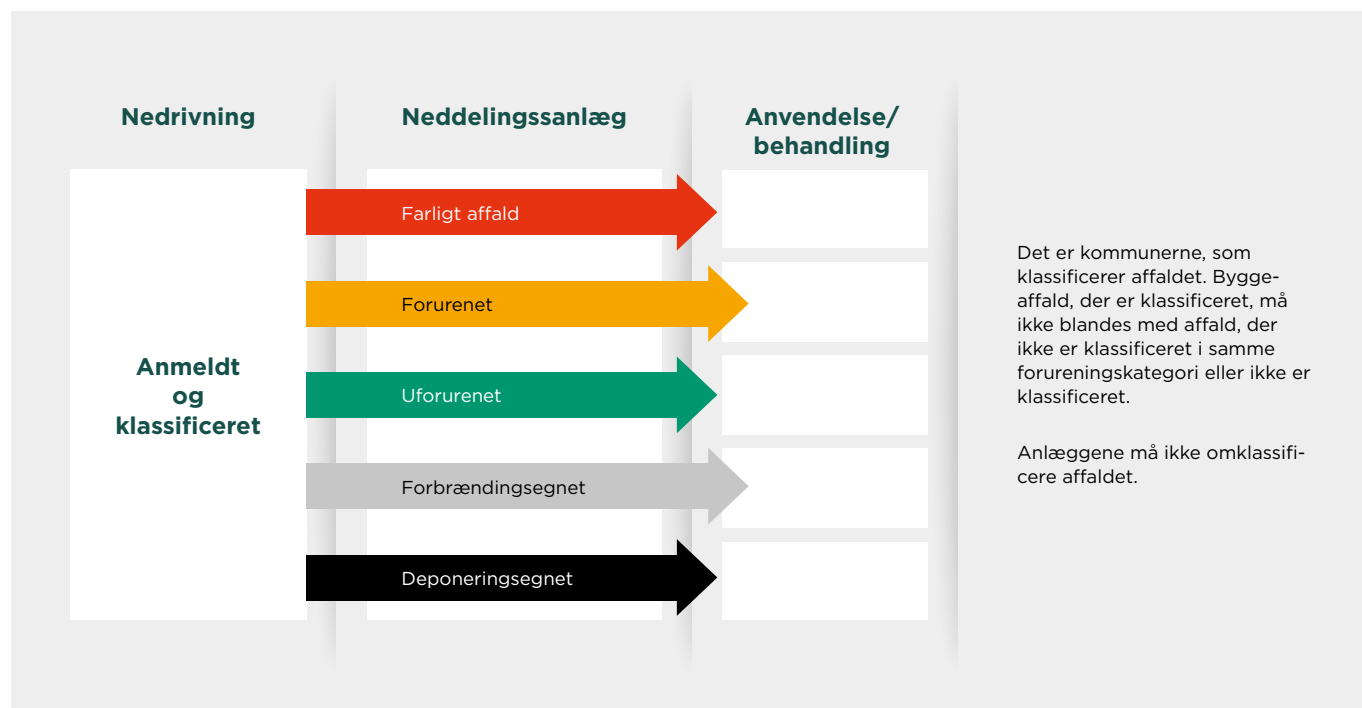 Nedrivning
Neddelingssanlæg
Anvendelse/
behandling
Anmeldt
og
klassificeret
Farligt affald
Forurenet
Uforurenet
Forbrændingsegnet
Deponeringsegnet
Det er kommunerne, som
klassificerer affaldet. Bygge-
affald, der er klassificeret, må
ikke blandes med affald, der
ikke er klassificeret i samme
forureningskategori eller ikke er
klassificeret.
Anlæggene må ikke omklassifi-
cere affaldet.